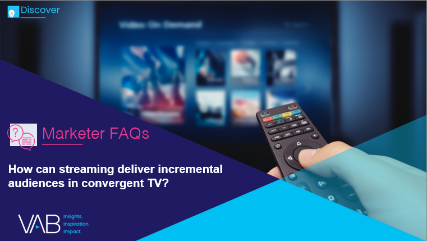 Discover
Video On Demand
Marketer FAQs
How can streaming deliver incremental
audiences in convergent TV?
VAB
Insights.
Inspiration.
Impact.